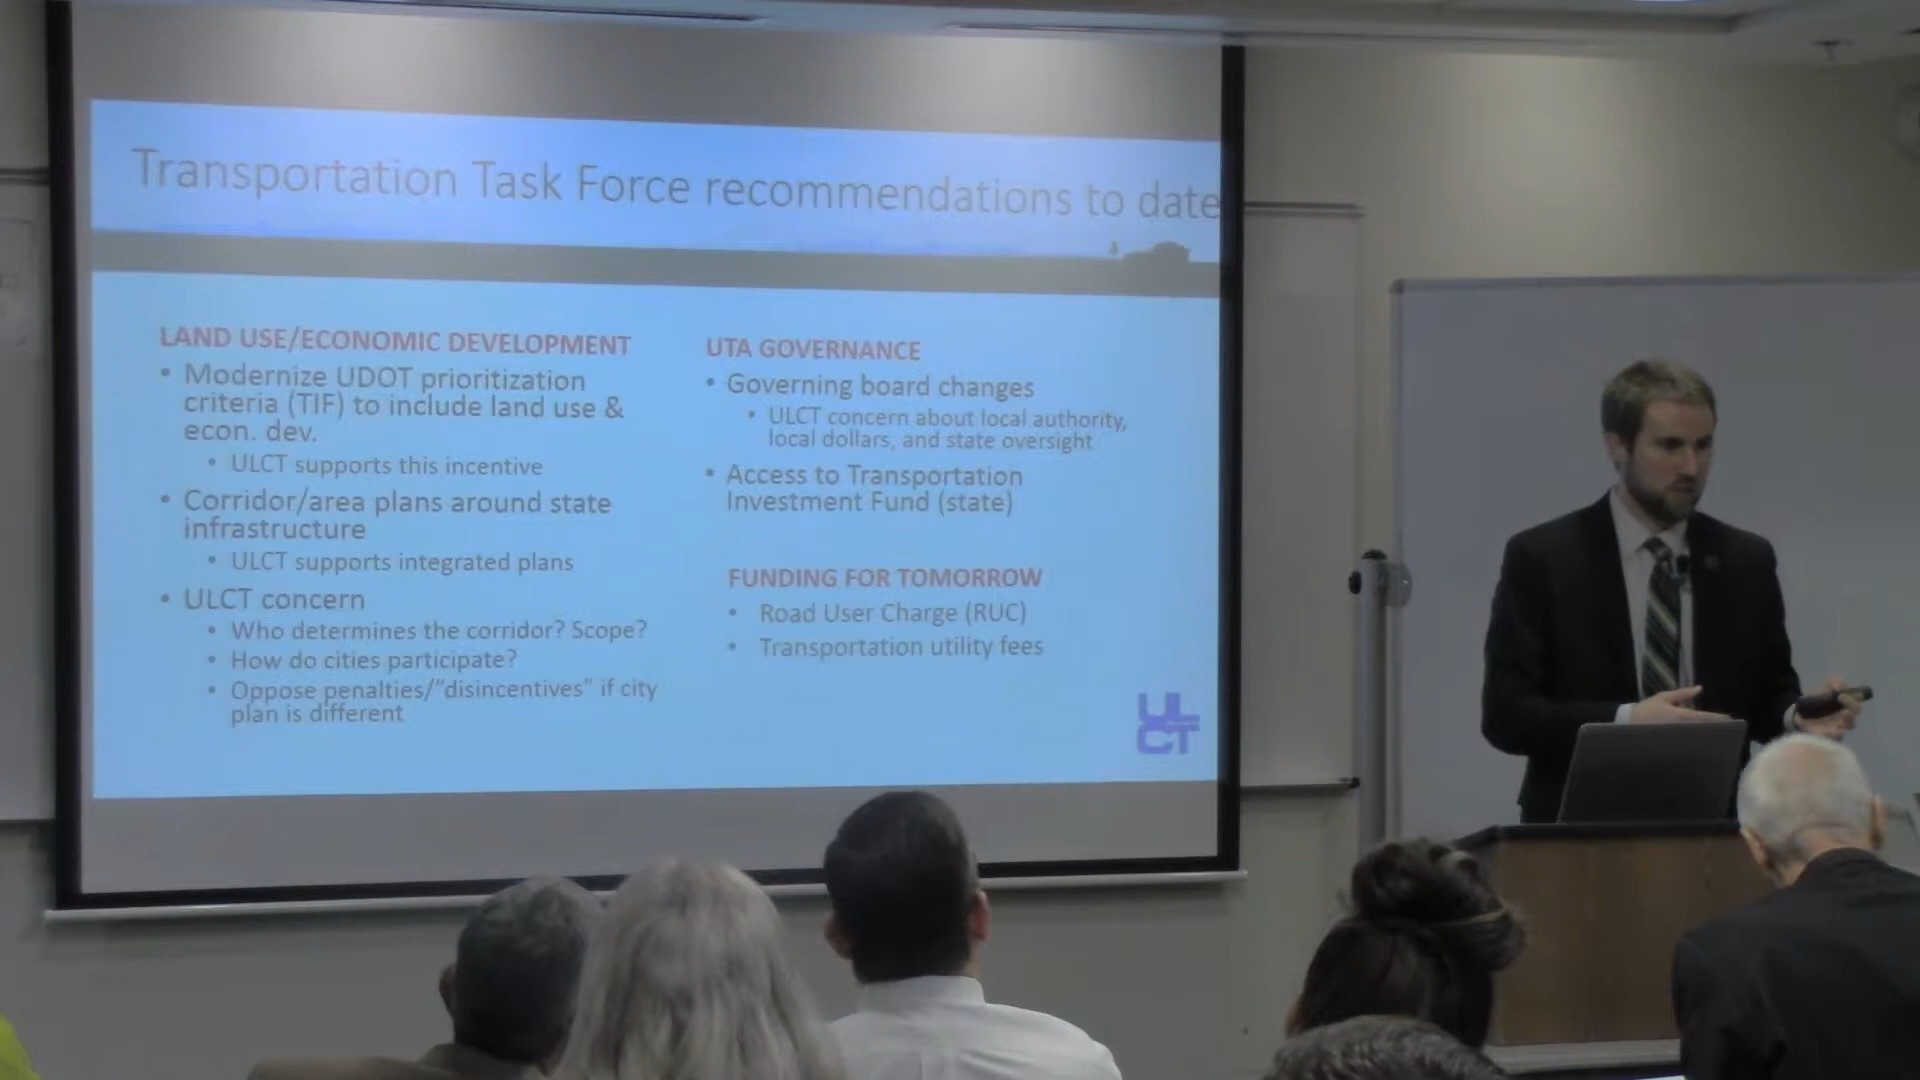 Transportation Task Force recommendations to date
LAND USE/ECONOMIC DEVELOPMENT
• Modernize UDOT prioritization
criteria (TIF) to include land use &
econ. dev.
• ULCT supports this incentive
• Corridor/area plans around state
infrastructure
• ULCT supports integrated plans
• ULCT concern
• Who determines the corridor? Scope?
• How do cities participate?
• Oppose penalties/"disincentives" if city
plan is different
UTA GOVERNANCE
• Governing board changes
• ULCT concern about local authority,
local dollars, and state oversight
• Access to Transportation
Investment Fund (state)
FUNDING FOR TOMORROW
• Road User Charge (RUC)
• Transportation utility fees
UL
CT